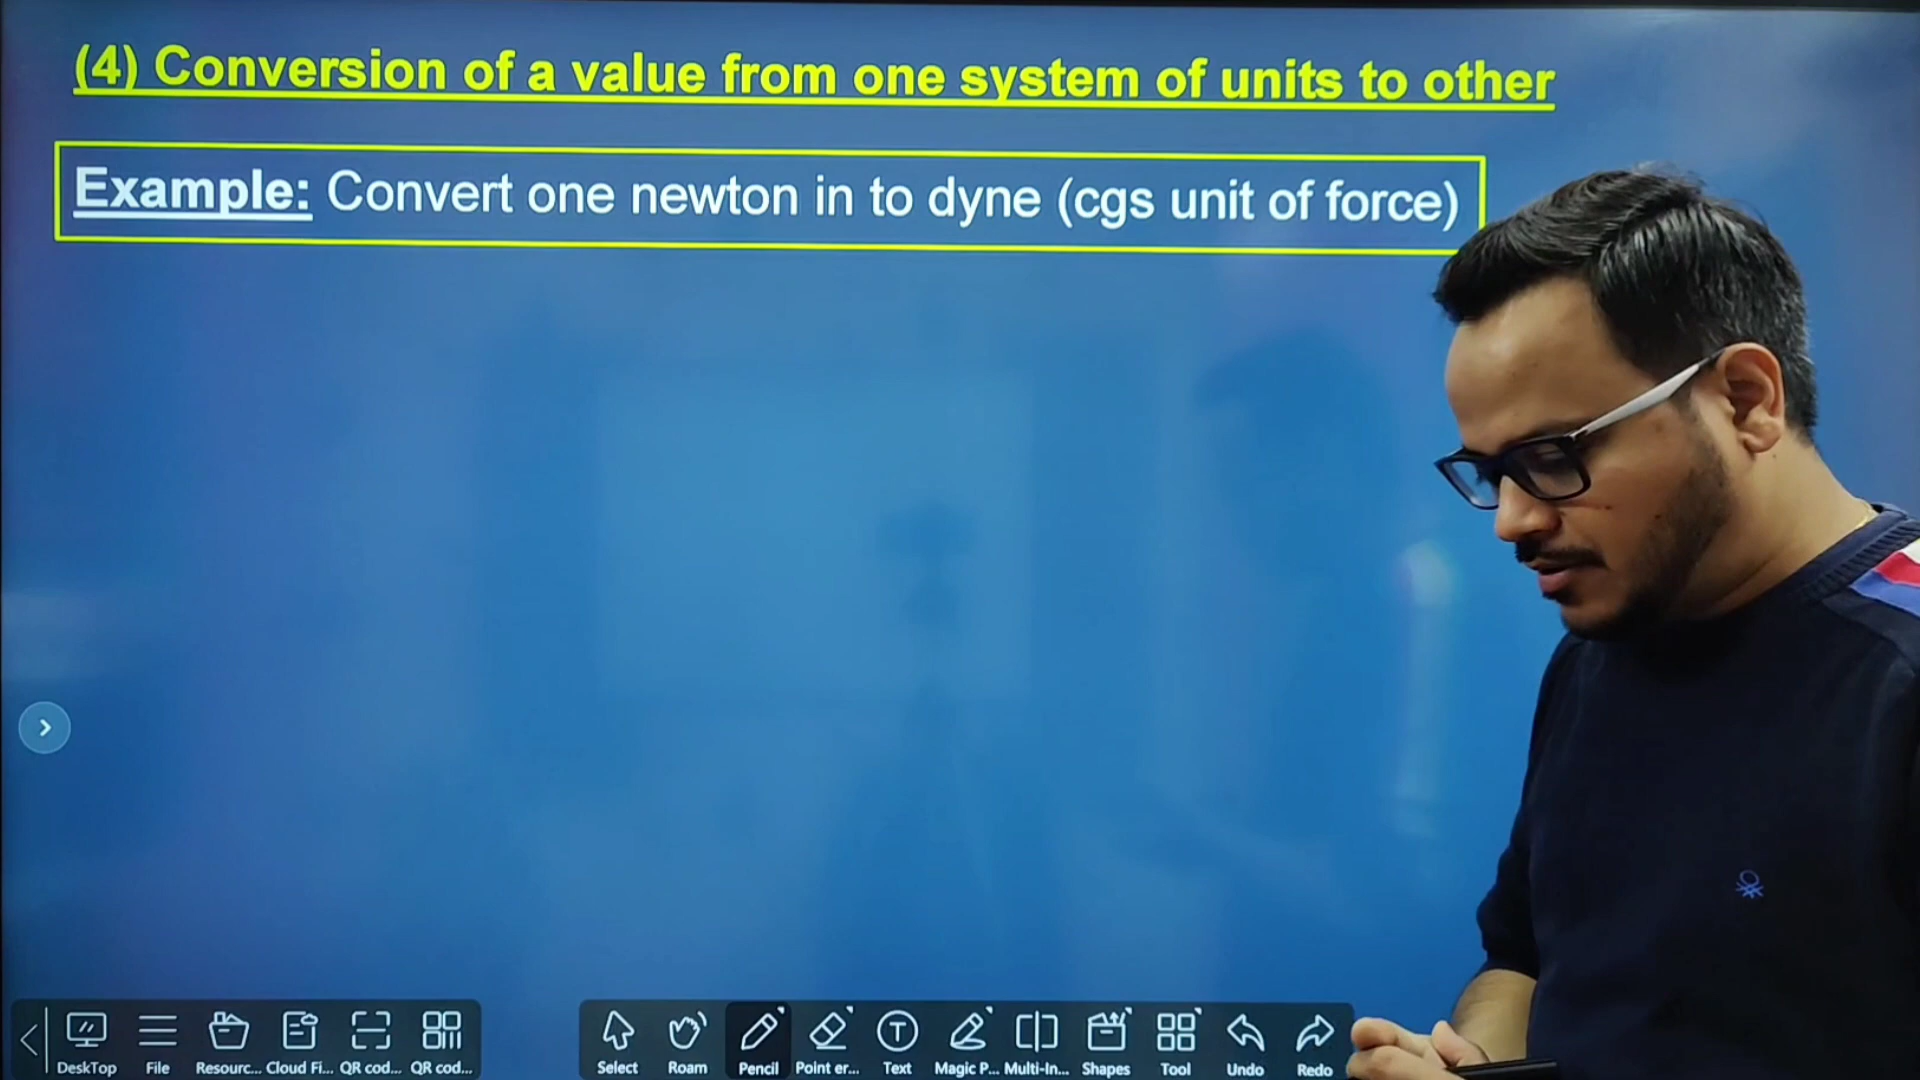 (4) Conversion of a value from one system of units to other
Example: Convert one newton in to dyne (cgs unit of force)
DeskTop File Resourc... Cloud Fi... QR cod... QR cod... Select Roam Pencil Point er... Text Magic P... Multi-In... Shapes Tool Undo Redo